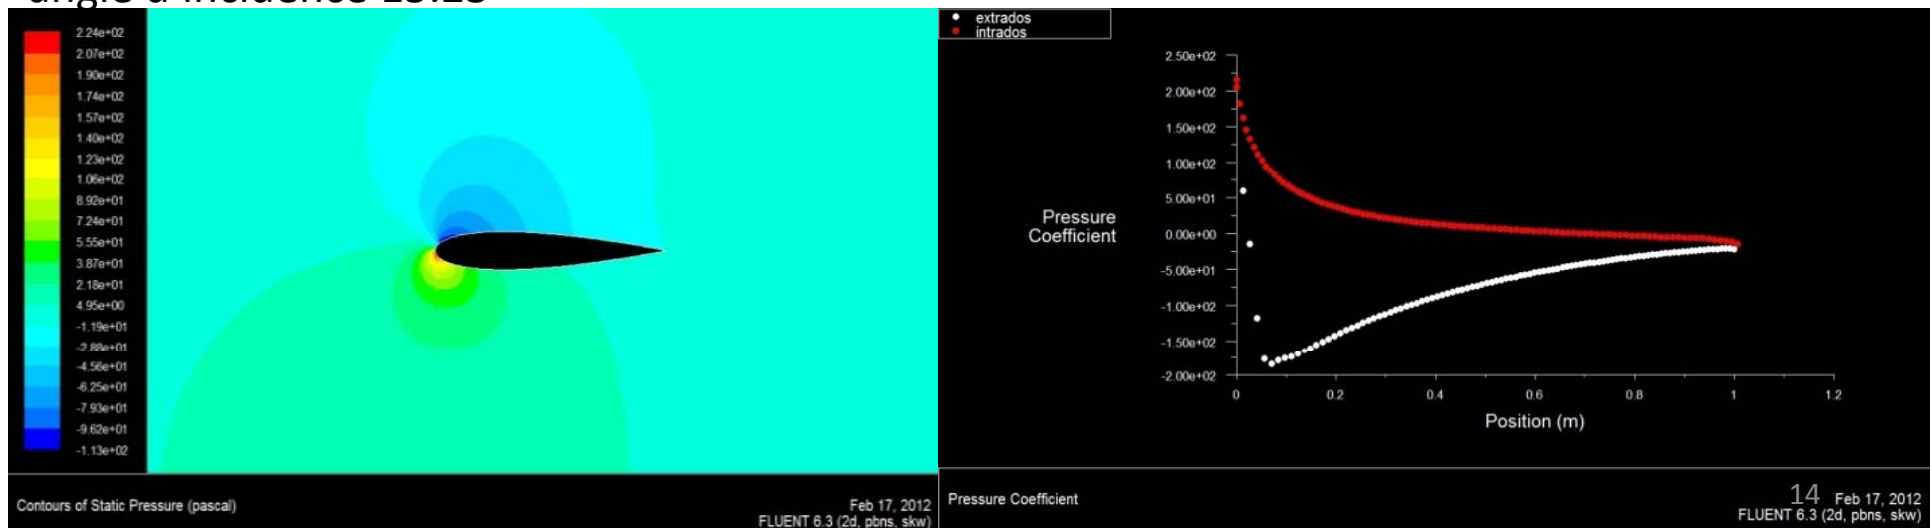 angle d'incidence 15.25
2.24e+02
2.07e+02
1.90e+02
1.74e+02
1.57e+02
1.40e+02
1.23e+02
1.06e+02
8.92e+01
7.24e+01
5.55e+01
3.87e+01
2.18e+01
4.95e+00
-1.19e+01
-2.88e+01
-4.56e+01
-6.25e+01
-7.93e+01
-9.62e+01
-1.13e+02
Contours of Static Pressure (pascal)
Feb 17, 2012
FLUENT 6.3 (2d, pbns, skw)
extrados
intrados
2.50e+02
2.00e+02
1.50e+02
1.00e+02
5.00e+01
0.00e+00
-5.00e+01
-1.00e+02
-1.50e+02
-2.00e+02
Pressure
Coefficient
0 0.2 0.4 0.6 0.8 1 1.2
Position (m)
Pressure Coefficient
14
Feb 17, 2012
FLUENT 6.3 (2d, pbns, skw)